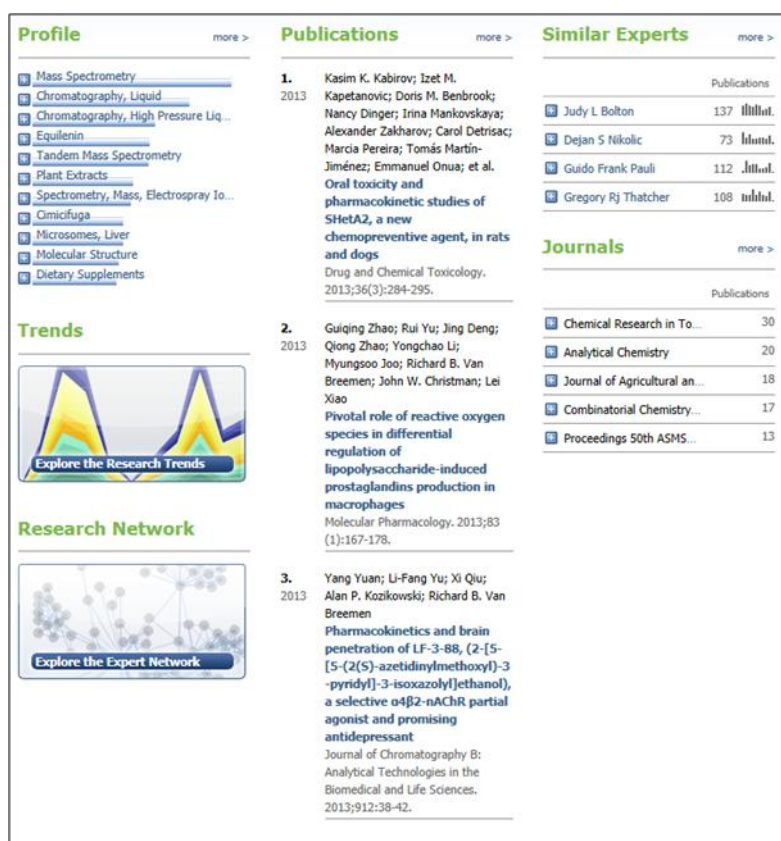 Profile
more >
Mass Spectrometry
Chromatography, Liquid
Chromatography, High Pressure Liq...
Equilenin
Tandem Mass Spectrometry
Plant Extracts
Spectrometry, Mass, Electrospray Io...
Cimicifuga
Microsomes, Liver
Molecular Structure
Dietary Supplements
Trends
Explore the Research Trends
Research Network
Explore the Expert Network
Publications
more >
1.
2013
Kasim K. Kabirov; Izet M.
Kapetanovic; Doris M. Benbrook;
Nancy Dinger; Irina Mankovskaya;
Alexander Zakharov; Carol Detrisac;
Marcia Pereira; Tomás Martín-
Jiménez; Emmanuel Onua; et al.
Oral toxicity and
pharmacokinetic studies of
SHetA2, a new
chemopreventive agent, in rats
and dogs
Drug and Chemical Toxicology.
2013;36(3):284-295.
2.
2013
Guiqing Zhao; Rui Yu; Jing Deng;
Qiong Zhao; Yongchao Li;
Myungsoo Joo; Richard B. Van
Breemen; John W. Christman; Lei
Xiao
Pivotal role of reactive oxygen
species in differential
regulation of
lipopolysaccharide-induced
prostaglandins production in
macrophages
Molecular Pharmacology. 2013;83
(1):167-178.
3.
2013
Yang Yuan; Li-Fang Yu; Xi Qiu;
Alan P. Kozikowski; Richard B. Van
Breemen
Pharmacokinetics and brain
penetration of LF-3-88, (2-[5-
[5-(2(S)-azetidinylmethoxyl)-3
-pyridyl]-3-isoxazolyl]ethanol),
a selective α4β2-nAChR partial
agonist and promising
antidepressant
Journal of Chromatography B:
Analytical Technologies in the
Biomedical and Life Sciences.
2013;912:38-42.
Similar Experts
more >
Publications
Judy L Bolton 137
Dejan S Nikolic 73
Guido Frank Pauli 112
Gregory Rj Thatcher 108
Journals
more >
Publications
Chemical Research in To... 30
Analytical Chemistry 20
Journal of Agricultural an... 18
Combinatorial Chemistry... 17
Proceedings 50th ASMS... 13